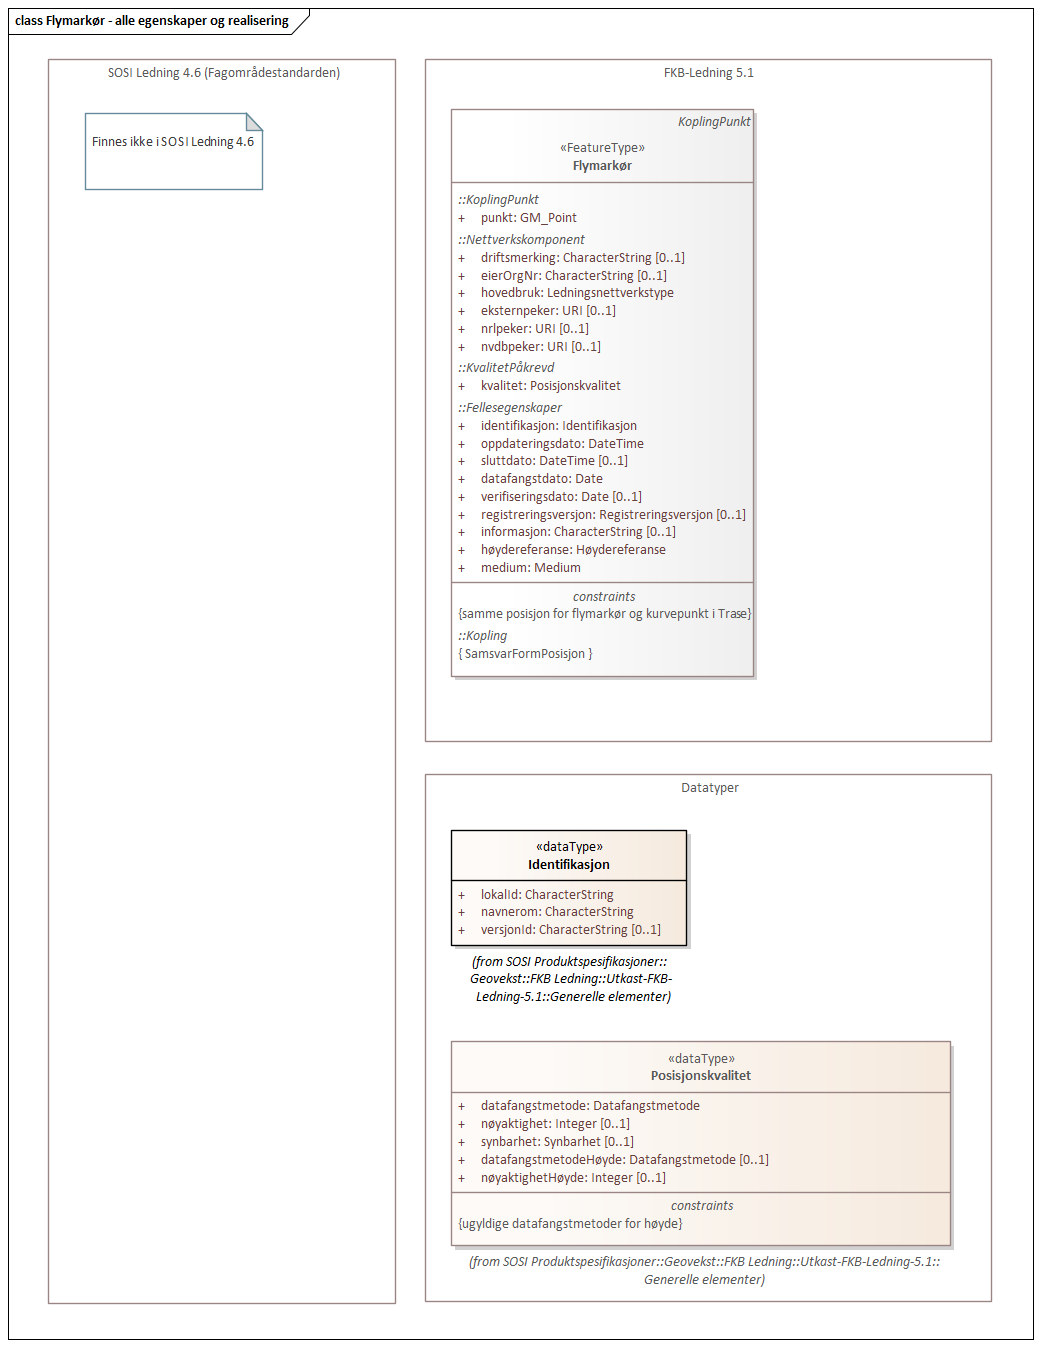 class Flymarkør - alle egenskaper og realisering
SOSI Ledning 4.6 (Fagområdestandarden)
Finnes ikke i SOSI Ledning 4.6
FKB-Ledning 5.1
KoplingPunkt
«FeatureType»
Flymarkør
::KoplingPunkt
+ punkt: GM_Point
::Nettverkskomponent
+ driftsmerking: CharacterString [0..1]
+ eierOrgNr: CharacterString [0..1]
+ hovedbruk: Ledningsnettverkstype
+ eksternpeker: URI [0..1]
+ nrlpeker: URI [0..1]
+ nvdbpeker: URI [0..1]
::KvalitetPåkrevd
+ kvalitet: Posisjonskvalitet
::Fellesegenskaper
+ identifikasjon: Identifikasjon
+ oppdateringsdato: DateTime
+ sluttdato: DateTime [0..1]
+ datafangstdato: Date
+ verifiseringsdato: Date [0..1]
+ registreringsversjon: Registreringsversjon [0..1]
+ informasjon: CharacterString [0..1]
+ høydereferanse: Høydereferanse
+ medium: Medium
constraints
{samme posisjon for flymarkør og kurvepunkt i Trase}
::Kopling
{ SamsvarFormPosisjon }
Datatyper
«dataType»
Identifikasjon
+ lokalId: CharacterString
+ navnerom: CharacterString
+ versjonId: CharacterString [0..1]
(from SOSI Produktspesifikasjoner::
Geovekst::FKB Ledning::Utkast-FKB-
Ledning-5.1::Generelle elementer)
«dataType»
Posisjonskvalitet
+ datafangstmetode: Datafangstmetode
+ nøyaktighet: Integer [0..1]
+ synbarhet: Synbarhet [0..1]
+ datafangstmetodeHøyde: Datafangstmetode [0..1]
+ nøyaktighetHøyde: Integer [0..1]
constraints
{ugyldige datafangstmetoder for høyde}
(from SOSI Produktspesifikasjoner::Geovekst::FKB Ledning::Utkast-FKB-Ledning-5.1::
Generelle elementer)